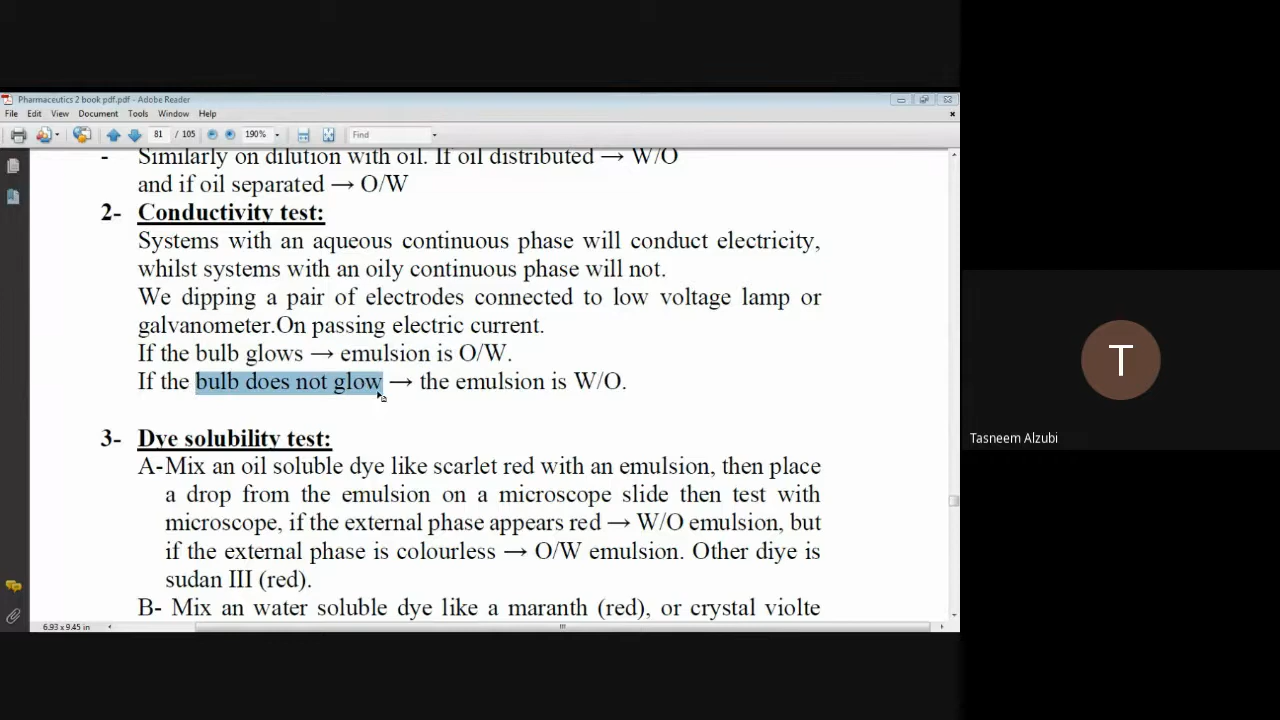 Pharmaceutics 2 book pdf.pdf - Adobe Reader
File Edit View Document Tools Window Help
81 / 105 190% Find
- Similarly on dilution with oil. If oil distributed → W/O
and if oil separated → O/W
2- Conductivity test:
Systems with an aqueous continuous phase will conduct electricity,
whilst systems with an oily continuous phase will not.
We dipping a pair of electrodes connected to low voltage lamp or
galvanometer.On passing electric current.
If the bulb glows → emulsion is O/W.
If the bulb does not glow → the emulsion is W/O.
3- Dye solubility test:
A-Mix an oil soluble dye like scarlet red with an emulsion, then place
a drop from the emulsion on a microscope slide then test with
microscope, if the external phase appears red → W/O emulsion, but
if the external phase is colourless → O/W emulsion. Other diye is
sudan III (red).
B- Mix an water soluble dye like a maranth (red), or crystal violte
6.93 x 9.45 in
T
Tasneem Alzubi